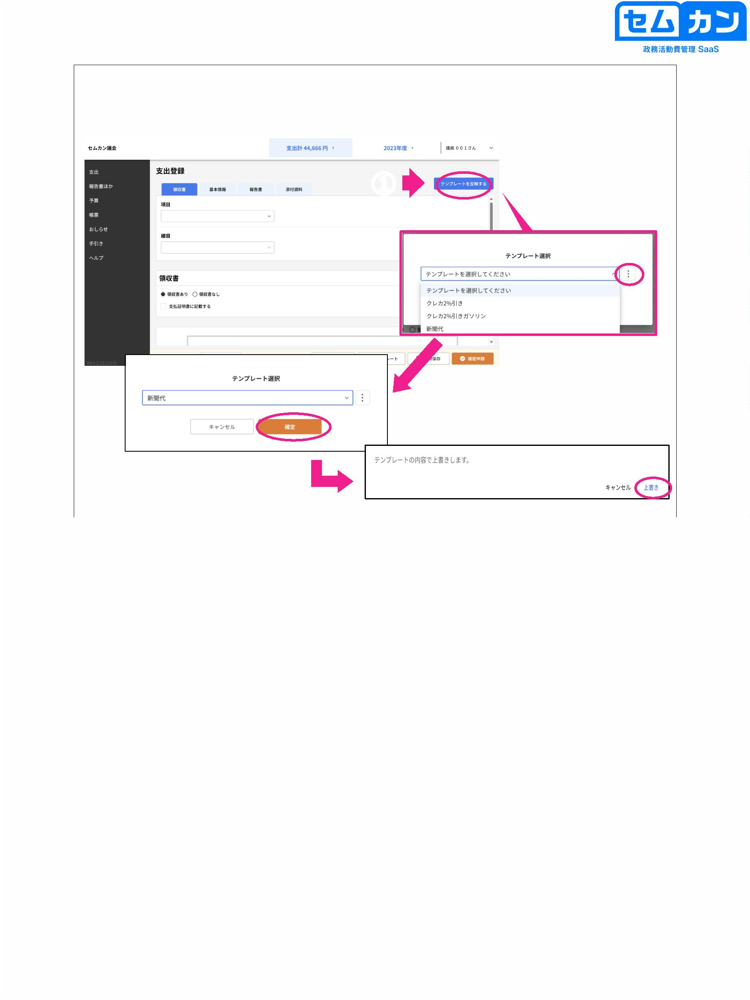 セムカン
政務活動費管理 SaaS
セムカン議会
支出計 44,666 円
2023年度
議員 ００１さん
支出
報告書ほか
予算
帳票
おしらせ
手引き
ヘルプ
Ver1.2.21(1.0.0)
支出登録
①
テンプレートを反映する
領収書
基本情報
報告書
添付資料
項目
細目
領収書
領収書あり
領収書なし
支払証明書に記載する
保存
確認申請
テンプレート選択
テンプレートを選択してください
テンプレートを選択してください
クレカ2%引き
クレカ2%引きガソリン
新聞代
テンプレート選択
新聞代
キャンセル
確定
テンプレートの内容で上書きします。
キャンセル
上書き